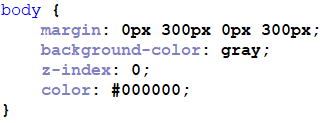 body {
    margin: 0px 300px 0px 300px;
    background-color: gray;
    z-index: 0;
    color: #000000;
}